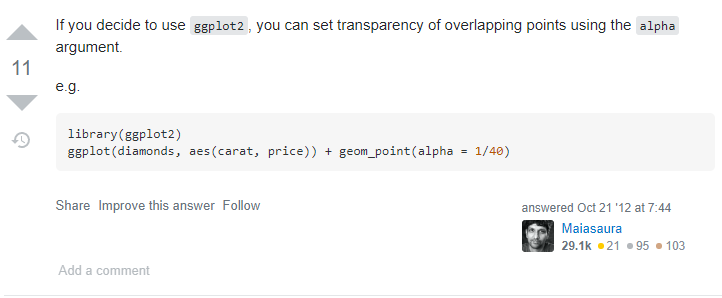 If you decide to use ggplot2, you can set transparency of overlapping points using the alpha
argument.
11
e.g.
library(ggplot2)
ggplot(diamonds, aes(carat, price)) + geom_point(alpha = 1/40)
Share Improve this answer Follow
answered Oct 21 '12 at 7:44
Maiasaura
29.1k 21 95 103
Add a comment